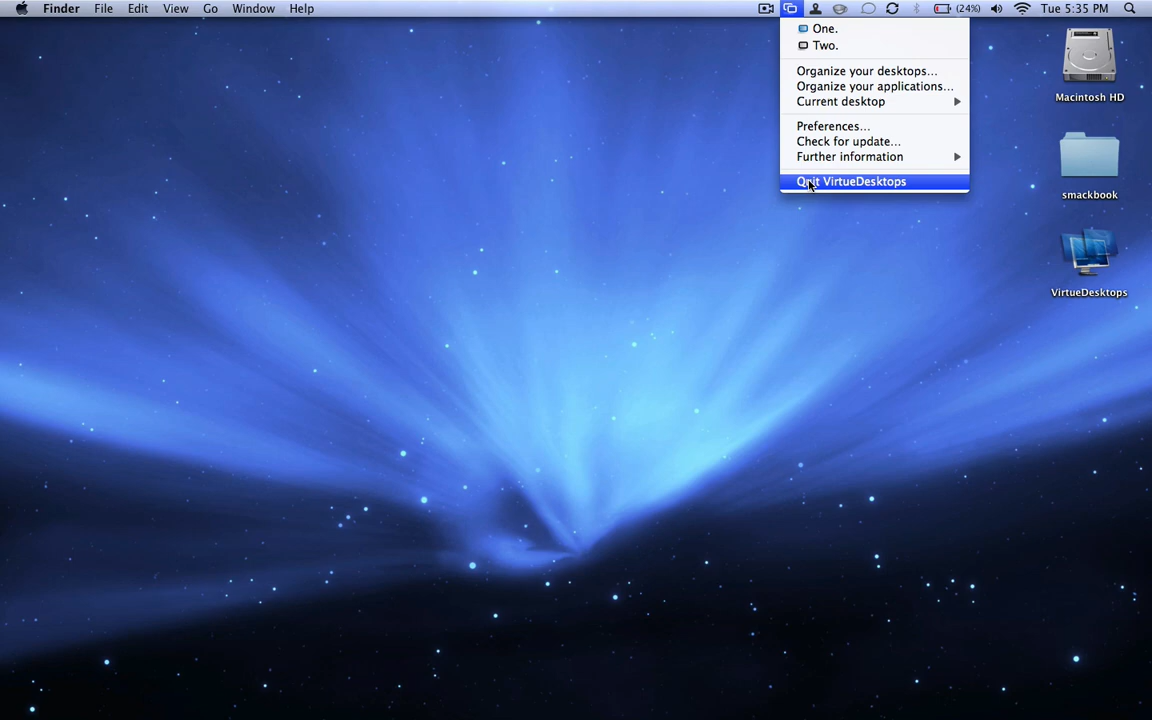 Finder File Edit View Go Window Help (24%) Tue 5:35 PM
One.
Two.
Organize your desktops...
Organize your applications...
Current desktop
Preferences...
Check for update...
Further information
Quit VirtueDesktops
Macintosh HD
smackbook
VirtueDesktops